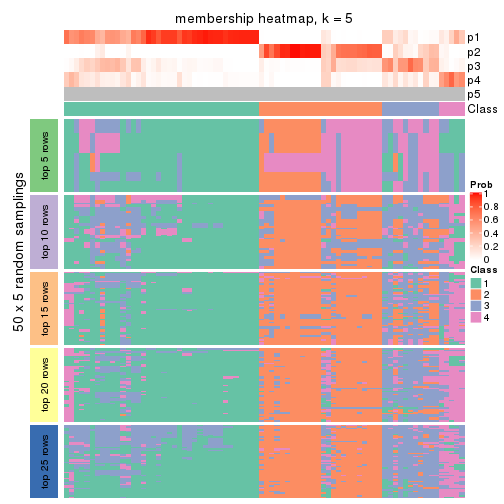 membership heatmap, k = 5
p1
p2
p3
p4
p5
Class
50 x 5 random samplings
top 5 rows
top 10 rows
top 15 rows
top 20 rows
top 25 rows
Prob
1
0.8
0.6
0.4
0.2
0
Class
1
2
3
4